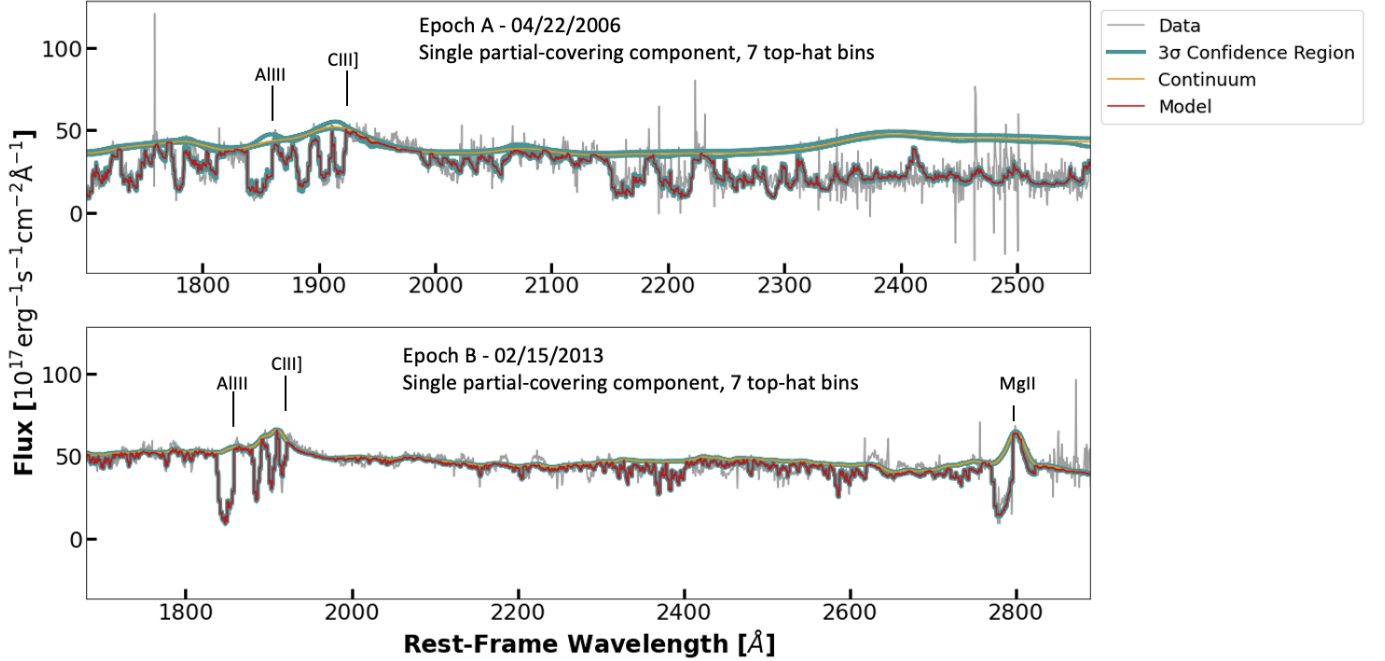 Epoch A - 04/22/2006
Single partial-covering component, 7 top-hat bins
AlIII
CIII]
100
50
0
1800
1900
2000
2100
2200
2300
2400
2500
Data
3σ Confidence Region
Continuum
Model
Flux [10¹⁷erg⁻¹s⁻¹cm⁻²Å⁻¹]
Epoch B - 02/15/2013
Single partial-covering component, 7 top-hat bins
AlIII
CIII]
MgII
100
50
0
1800
2000
2200
2400
2600
2800
Rest-Frame Wavelength [Å]